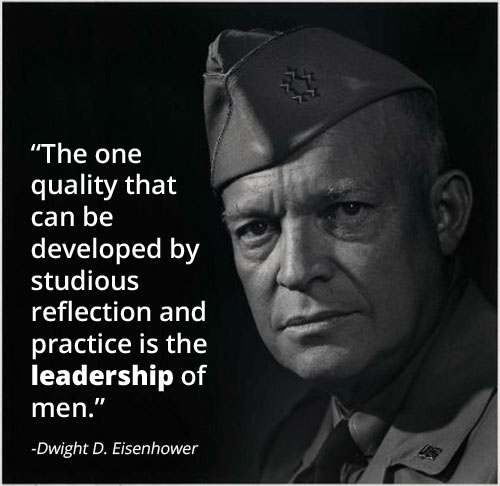 “The one
quality that
can be
developed by
studious
reflection and
practice is the
leadership of
men.”
-Dwight D. Eisenhower